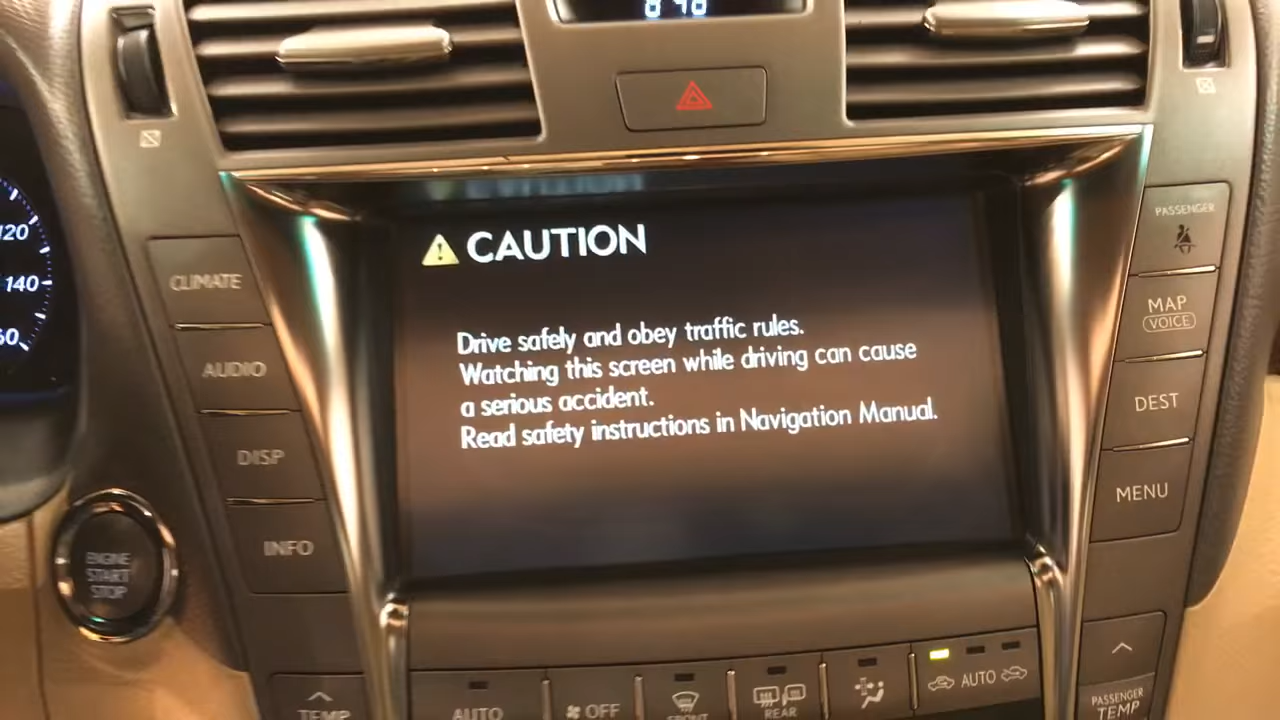 120
140
CLIMATE
AUDIO
DISP
INFO
ENGINE
START
STOP
CAUTION
Drive safely and obey traffic rules.
Watching this screen while driving can cause
a serious accident.
Read safety instructions in Navigation Manual.
PASSENGER
MAP
VOICE
DEST
MENU
TEMP
AUTO
OFF
FRONT
REAR
AUTO
PASSENGER
TEMP